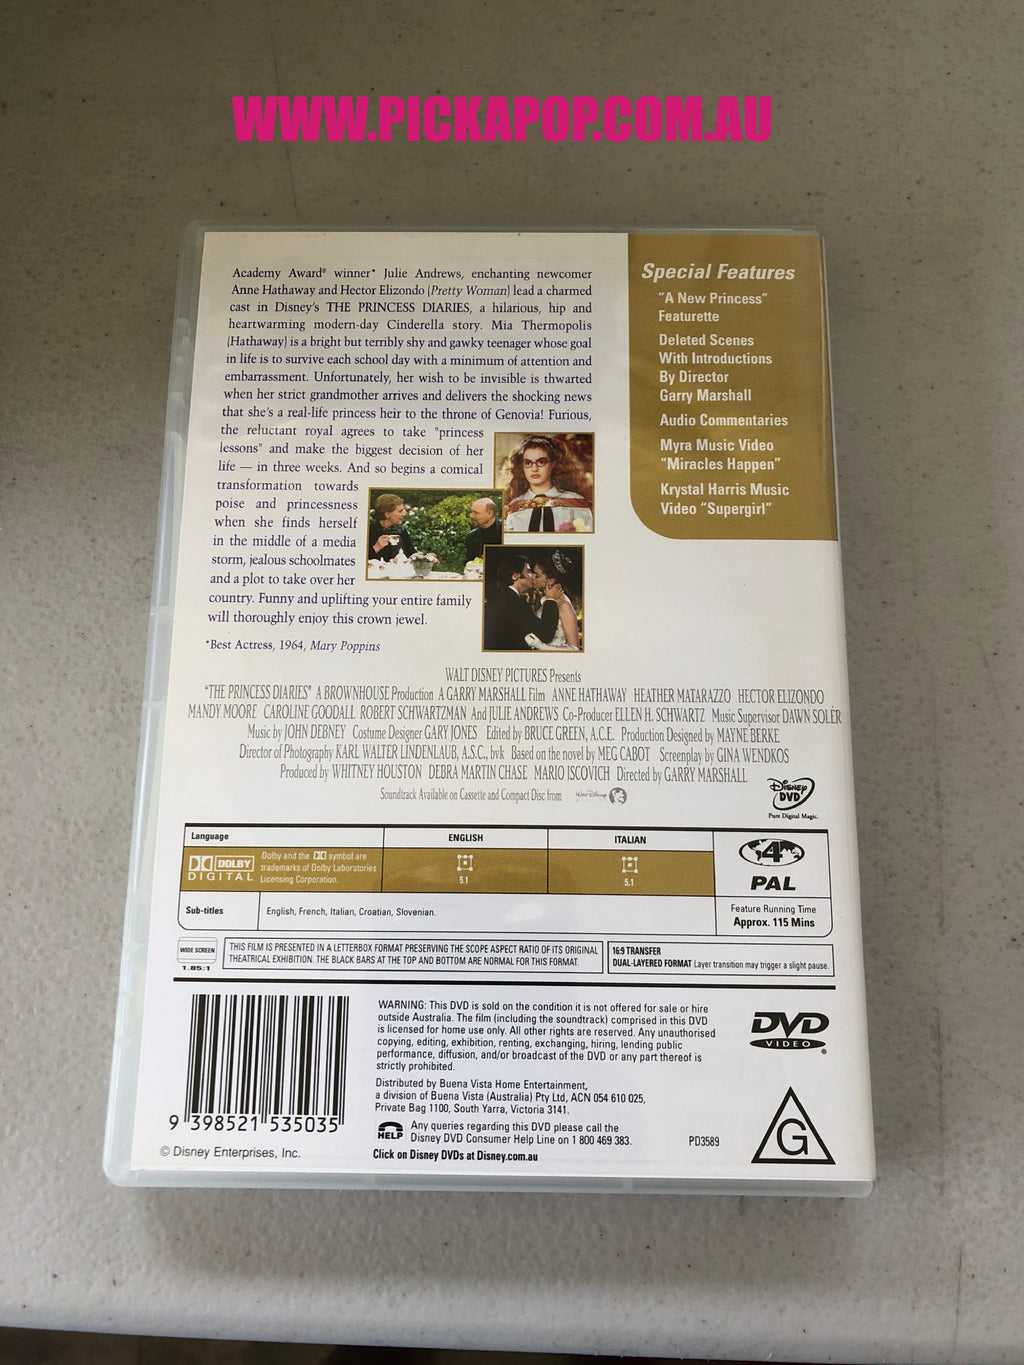 WWW.PICKAPOP.COM.AU
Academy Award® winner* Julie Andrews, enchanting newcomer
Anne Hathaway and Hector Elizondo (Pretty Woman) lead a charmed
cast in Disney's THE PRINCESS DIARIES, a hilarious, hip and
heartwarming modern-day Cinderella story. Mia Thermopolis
(Hathaway) is a bright but terribly shy and gawky teenager whose goal
in life is to survive each school day with a minimum of attention and
embarrassment. Unfortunately, her wish to be invisible is thwarted
when her strict grandmother arrives and delivers the shocking news
that she's a real-life princess heir to the throne of Genovia! Furious,
the reluctant royal agrees to take "princess
lessons" and make the biggest decision of her
life — in three weeks. And so begins a comical
transformation towards
poise and princessness
when she finds herself
in the middle of a media
storm, jealous schoolmates
and a plot to take over her
country. Funny and uplifting your entire family
will thoroughly enjoy this crown jewel.
*Best Actress, 1964, Mary Poppins
Special Features
"A New Princess"
Featurette
Deleted Scenes
With Introductions
By Director
Garry Marshall
Audio Commentaries
Myra Music Video
"Miracles Happen"
Krystal Harris Music
Video "Supergirl"
WALT DISNEY PICTURES Presents
"THE PRINCESS DIARIES" A BROWNHOUSE Production A GARRY MARSHALL Film ANNE HATHAWAY HEATHER MATARAZZO HECTOR ELIZONDO
MANDY MOORE CAROLINE GOODALL ROBERT SCHWARTZMAN And JULIE ANDREWS Co-Producer ELLEN H. SCHWARTZ Music Supervisor DAWN SOLÉR
Music by JOHN DEBNEY Costume Designer GARY JONES Edited by BRUCE GREEN, A.C.E. Production Designed by MAYNE BERKE
Director of Photography KARL WALTER LINDENLAUB, A.S.C., bvk Based on the novel by MEG CABOT Screenplay by GINA WENDKOS
Produced by WHITNEY HOUSTON DEBRA MARTIN CHASE MARIO ISCOVICH Directed by GARRY MARSHALL
Soundtrack Available on Cassette and Compact Disc from Walt Disney
Disney
DVD
Pure Digital Magic.
Language ENGLISH ITALIAN
DOLBY
DIGITAL
Dolby and the DD symbol are
trademarks of Dolby Laboratories
Licensing Corporation.
5.1 5.1
4
PAL
Sub-titles English, French, Italian, Croatian, Slovenian.
Feature Running Time
Approx. 115 Mins
WIDE SCREEN
1.85:1
THIS FILM IS PRESENTED IN A LETTERBOX FORMAT PRESERVING THE SCOPE ASPECT RATIO OF ITS ORIGINAL
THEATRICAL EXHIBITION. THE BLACK BARS AT THE TOP AND BOTTOM ARE NORMAL FOR THIS FORMAT.
16:9 TRANSFER
DUAL-LAYERED FORMAT Layer transition may trigger a slight pause.
WARNING: This DVD is sold on the condition it is not offered for sale or hire
outside Australia. The film (including the soundtrack) comprised in this DVD
is licensed for home use only. All other rights are reserved. Any unauthorised
copying, editing, exhibition, renting, exchanging, hiring, lending public
performance, diffusion, and/or broadcast of the DVD or any part thereof is
strictly prohibited.
Distributed by Buena Vista Home Entertainment,
a division of Buena Vista (Australia) Pty Ltd, ACN 054 610 025,
Private Bag 1100, South Yarra, Victoria 3141.
HELP
Any queries regarding this DVD please call the
Disney DVD Consumer Help Line on 1 800 469 383.
Click on Disney DVDs at Disney.com.au
9 398521 535035
© Disney Enterprises, Inc.
DVD
VIDEO
®
PD3589
G